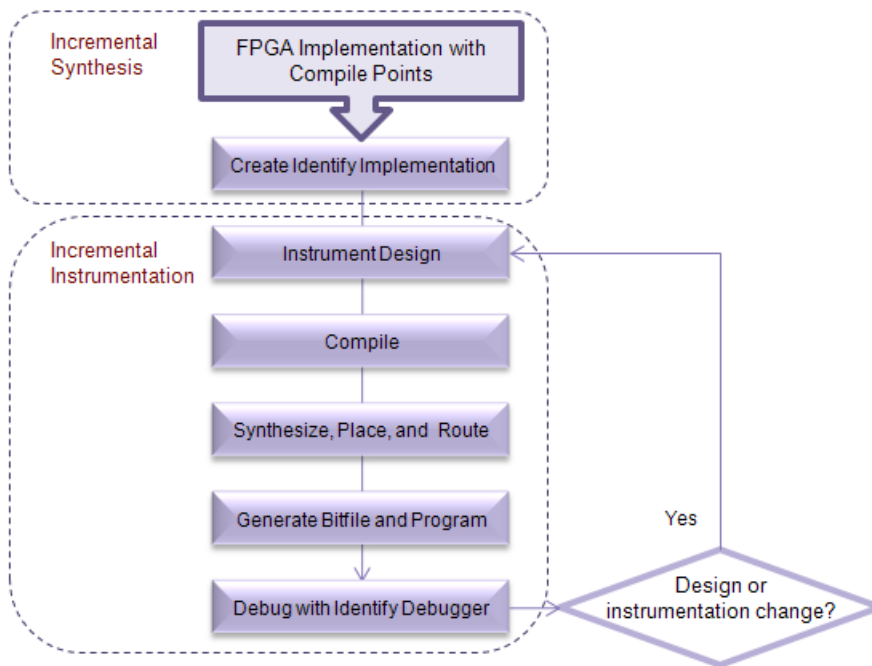 Incremental
Synthesis
FPGA Implementation with
Compile Points
Create Identify Implementation
Incremental
Instrumentation
Instrument Design
Compile
Synthesize, Place, and Route
Generate Bitfile and Program
Debug with Identify Debugger
Yes
Design or
instrumentation change?